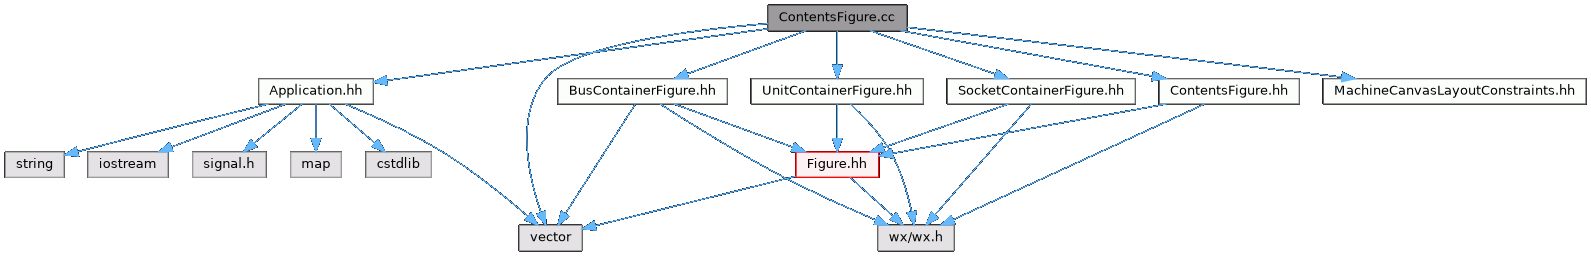 ContentsFigure.cc
Application.hh
BusContainerFigure.hh
UnitContainerFigure.hh
SocketContainerFigure.hh
ContentsFigure.hh
MachineCanvasLayoutConstraints.hh
string
iostream
signal.h
map
cstdlib
Figure.hh
vector
wx/wx.h